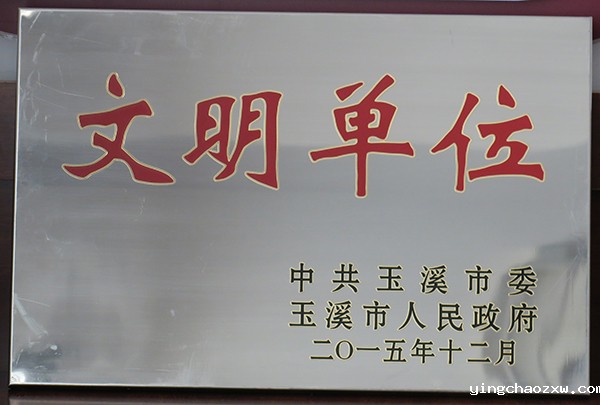 文明单位
中共玉溪市委
玉溪市人民政府
二〇一五年十二月
yingchaozxw.com